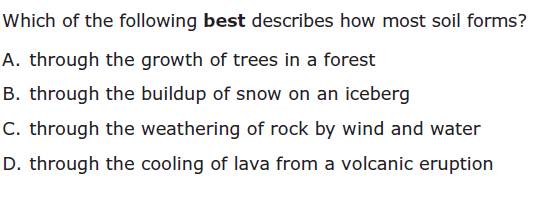 Which of the following best describes how most soil forms?
A. through the growth of trees in a forest
B. through the buildup of snow on an iceberg
C. through the weathering of rock by wind and water
D. through the cooling of lava from a volcanic eruption